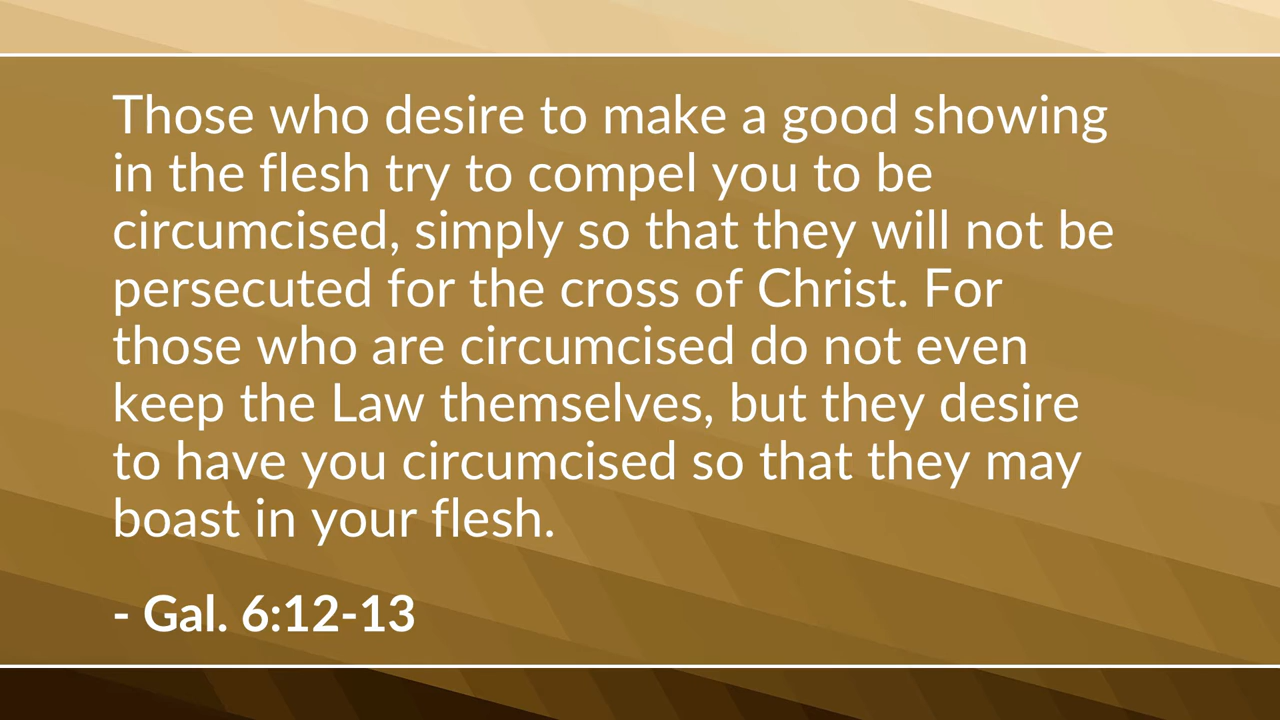 Those who desire to make a good showing
in the flesh try to compel you to be
circumcised, simply so that they will not be
persecuted for the cross of Christ. For
those who are circumcised do not even
keep the Law themselves, but they desire
to have you circumcised so that they may
boast in your flesh.
- Gal. 6:12-13